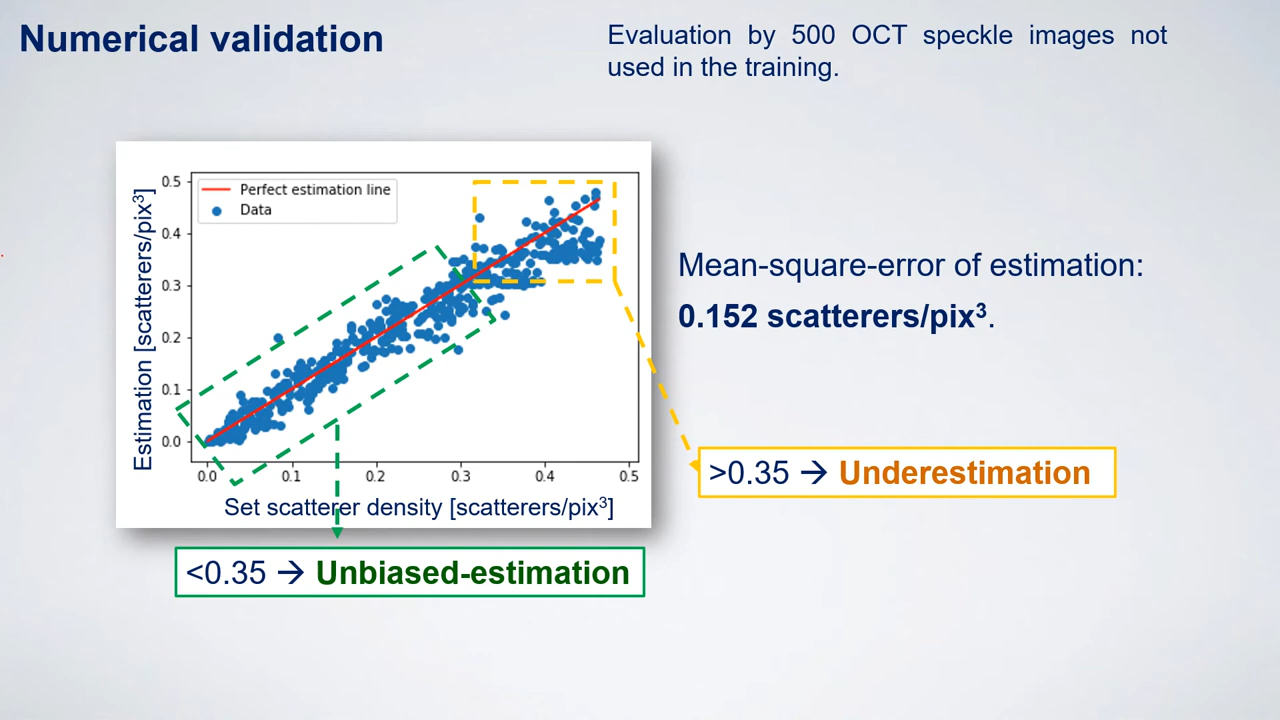 Numerical validation
Evaluation by 500 OCT speckle images not
used in the training.
Perfect estimation line
Data
Estimation [scatterers/pix³]
0.5
0.4
0.3
0.2
0.1
0.0
0.0 0.1 0.2 0.3 0.4 0.5
Set scatterer density [scatterers/pix³]
Mean-square-error of estimation:
0.152 scatterers/pix³.
>0.35 → Underestimation
<0.35 → Unbiased-estimation